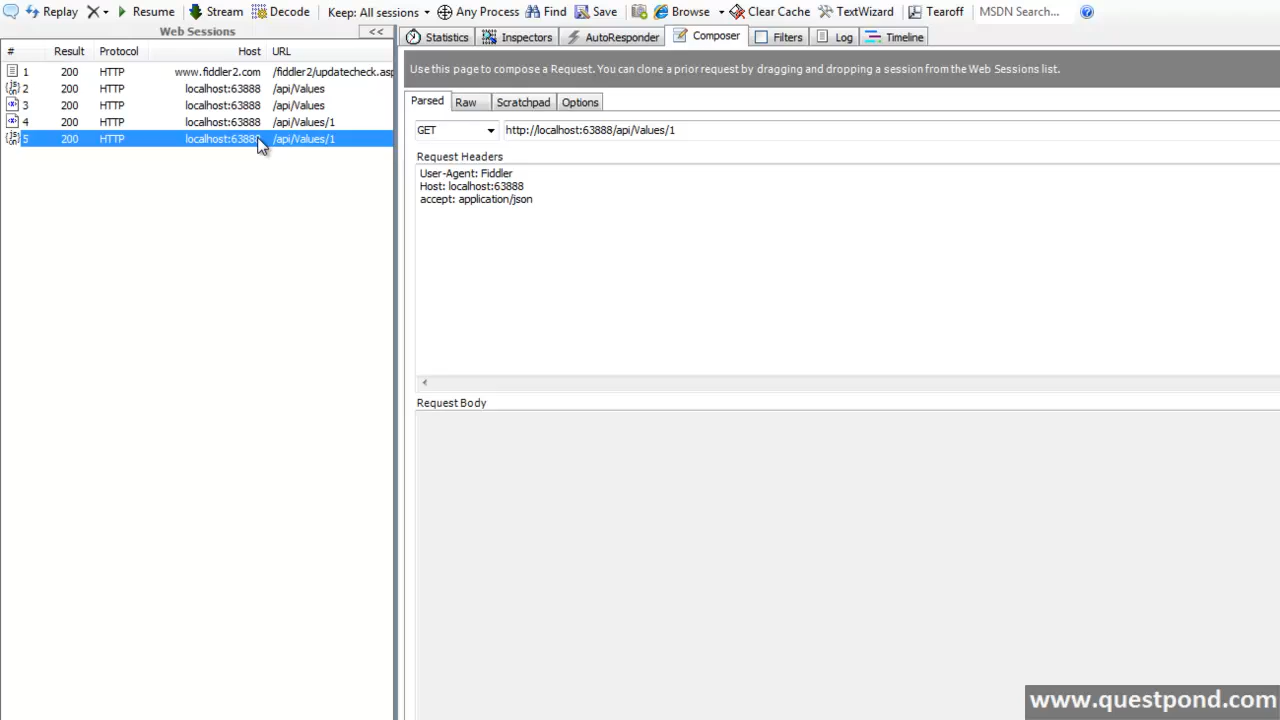 Replay Resume Stream Decode Keep: All sessions Any Process Find Save Browse Clear Cache TextWizard Tearoff MSDN Search...
Web Sessions <<
Statistics Inspectors AutoResponder Composer Filters Log Timeline
# Result Protocol Host URL
Use this page to compose a Request. You can clone a prior request by dragging and dropping a session from the Web Sessions list.
1 200 HTTP www.fiddler2.com /fiddler2/updatecheck.asp
2 200 HTTP localhost:63888 /api/Values
3 200 HTTP localhost:63888 /api/Values
4 200 HTTP localhost:63888 /api/Values/1
5 200 HTTP localhost:63888 /api/Values/1
Parsed Raw Scratchpad Options
GET http://localhost:63888/api/Values/1
Request Headers
User-Agent: Fiddler
Host: localhost:63888
accept: application/json
Request Body
www.questpond.com